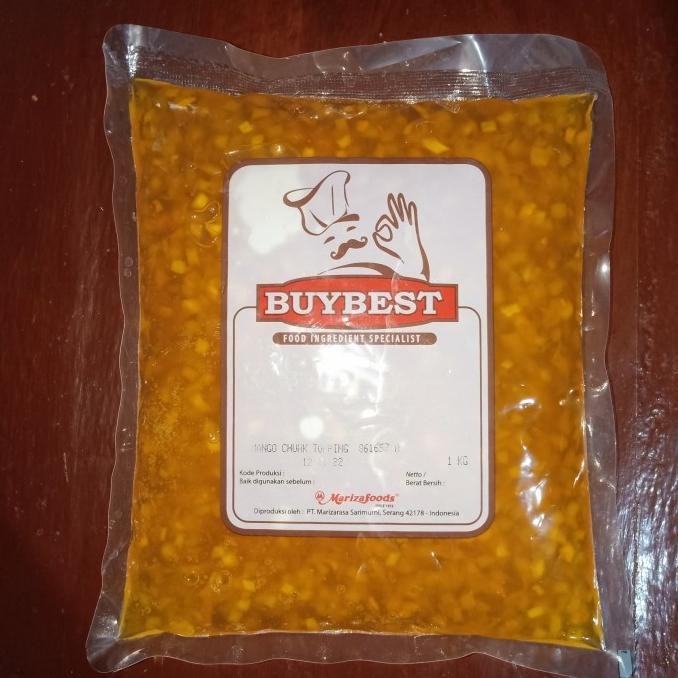 BUYBEST
FOOD INGREDIENT SPECIALIST
MANGO CHUNK
1 KG
Kode Produksi :
Baik digunakan sebelum :
Netto /
Berat Bersih :
Marizafoods®
Diproduksi oleh : PT. Marizarasa Sarimurni, Serang 42178 - Indonesia